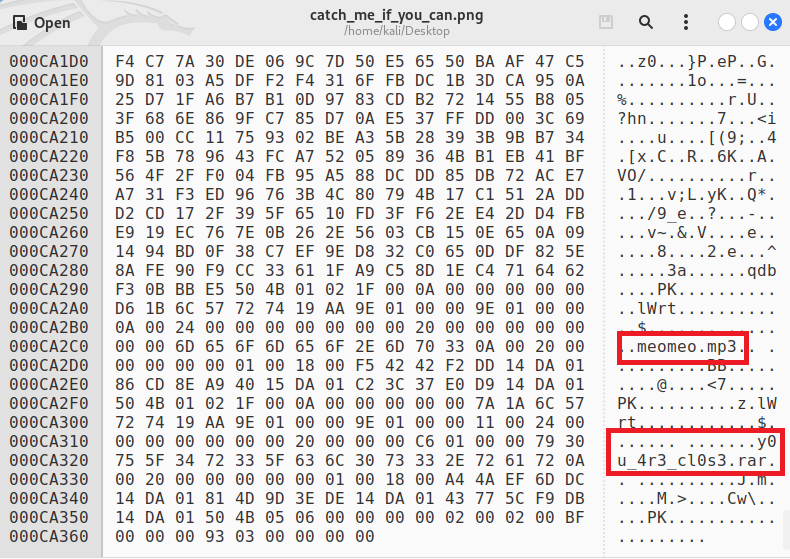 Open
catch_me_if_you_can.png
/home/kali/Desktop
000CA1D0 F4 C7 7A 30 DE 06 9C 7D 50 E5 65 50 BA AF 47 C5 ..z0...}P.eP..G.
000CA1E0 9D 81 03 A5 DF F2 F4 31 6F FB DC 1B 3D CA 95 0A .......1o...=...
000CA1F0 25 D7 1F A6 B7 B1 0D 97 83 CD B2 72 14 55 B8 05 %..........r.U..
000CA200 3F 68 6E 86 9F C7 85 D7 0A E5 37 FF DD 00 3C 69 ?hn.......7...<i
000CA210 B5 00 CC 11 75 93 02 BE A3 5B 28 39 3B 9B B7 34 ....u....[(9;..4
000CA220 F8 5B 78 96 43 FC A7 52 05 89 36 4B B1 EB 41 BF .[x.C..R..6K..A.
000CA230 56 4F 2F F0 04 FB 95 A5 88 DC DD 85 DB 72 AC E7 VO/..........r..
000CA240 A7 31 F3 ED 96 76 3B 4C 80 79 4B 17 C1 51 2A DD .1...v;L.yK..Q*.
000CA250 D2 CD 17 2F 39 5F 65 10 FD 3F F6 2E E4 2D D4 FB .../9_e..?...-..
000CA260 E9 19 EC 76 7E 0B 26 2E 56 03 CB 15 0E 65 0A 09 ...v~.&.V....e..
000CA270 14 94 BD 0F 38 C7 EF 9E D8 32 C0 65 0D DF 82 5E ....8....2.e...^
000CA280 8A FE 90 F9 CC 33 61 1F A9 C5 8D 1E C4 71 64 62 .....3a......qdb
000CA290 F3 0B BB E5 50 4B 01 02 1F 00 0A 00 00 00 00 00 ....PK..........
000CA2A0 D6 1B 6C 57 72 74 19 AA 9E 01 00 00 9E 01 00 00 ..lWrt..........
000CA2B0 0A 00 24 00 00 00 00 00 00 00 20 00 00 00 00 00 ..$....... .....
000CA2C0 00 00 6D 65 6F 6D 65 6F 2E 6D 70 33 0A 00 20 00 ..meomeo.mp3.. .
000CA2D0 00 00 00 00 01 00 18 00 F5 42 42 F2 DD 14 DA 01 .........BB.....
000CA2E0 86 CD 8E A9 40 15 DA 01 C2 3C 37 E0 D9 14 DA 01 ....@....<7.....
000CA2F0 50 4B 01 02 1F 00 0A 00 00 00 00 00 7A 1A 6C 57 PK..........z.lW
000CA300 72 74 19 AA 9E 01 00 00 9E 01 00 00 11 00 24 00 rt............$.
000CA310 00 00 00 00 00 00 20 00 00 00 C6 01 00 00 79 30 ...... .......y0
000CA320 75 5F 34 72 33 5F 63 6C 30 73 33 2E 72 61 72 0A u_4r3_cl0s3.rar.
000CA330 00 20 00 00 00 00 00 01 00 18 00 A4 4A EF 6D DC . ..........J.m.
000CA340 14 DA 01 81 4D 9D 3E DE 14 DA 01 43 77 5C F9 DB ....M.>....Cw\..
000CA350 14 DA 01 50 4B 05 06 00 00 00 00 02 00 02 00 BF ...PK...........
000CA360 00 00 00 93 03 00 00 00 00 .........